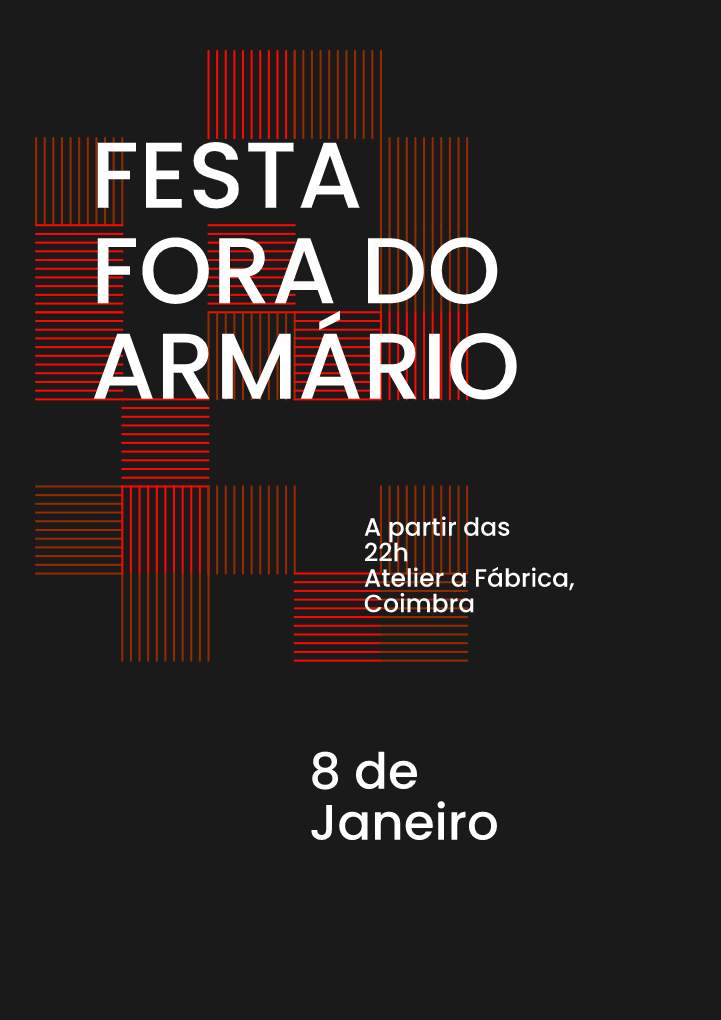 FESTA
FORA DO
ARMÁRIO
A partir das
22h
Atelier a Fábrica,
Coimbra
8 de
Janeiro